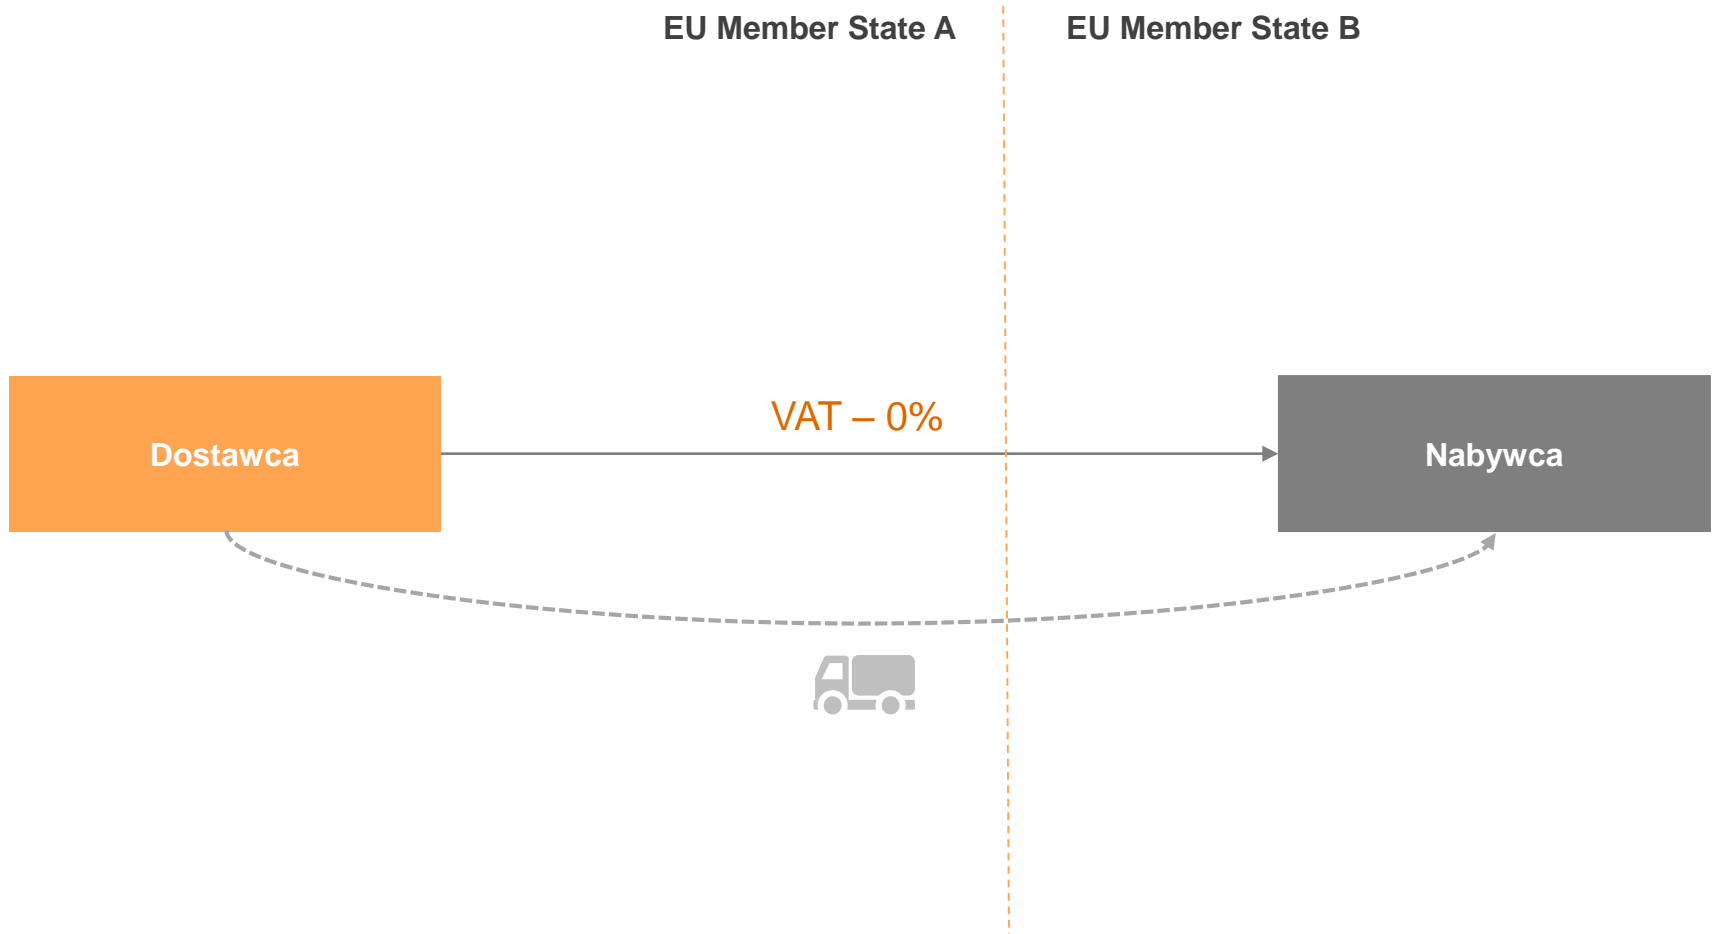 EU Member State A
EU Member State B
VAT – 0%
Dostawca
Nabywca